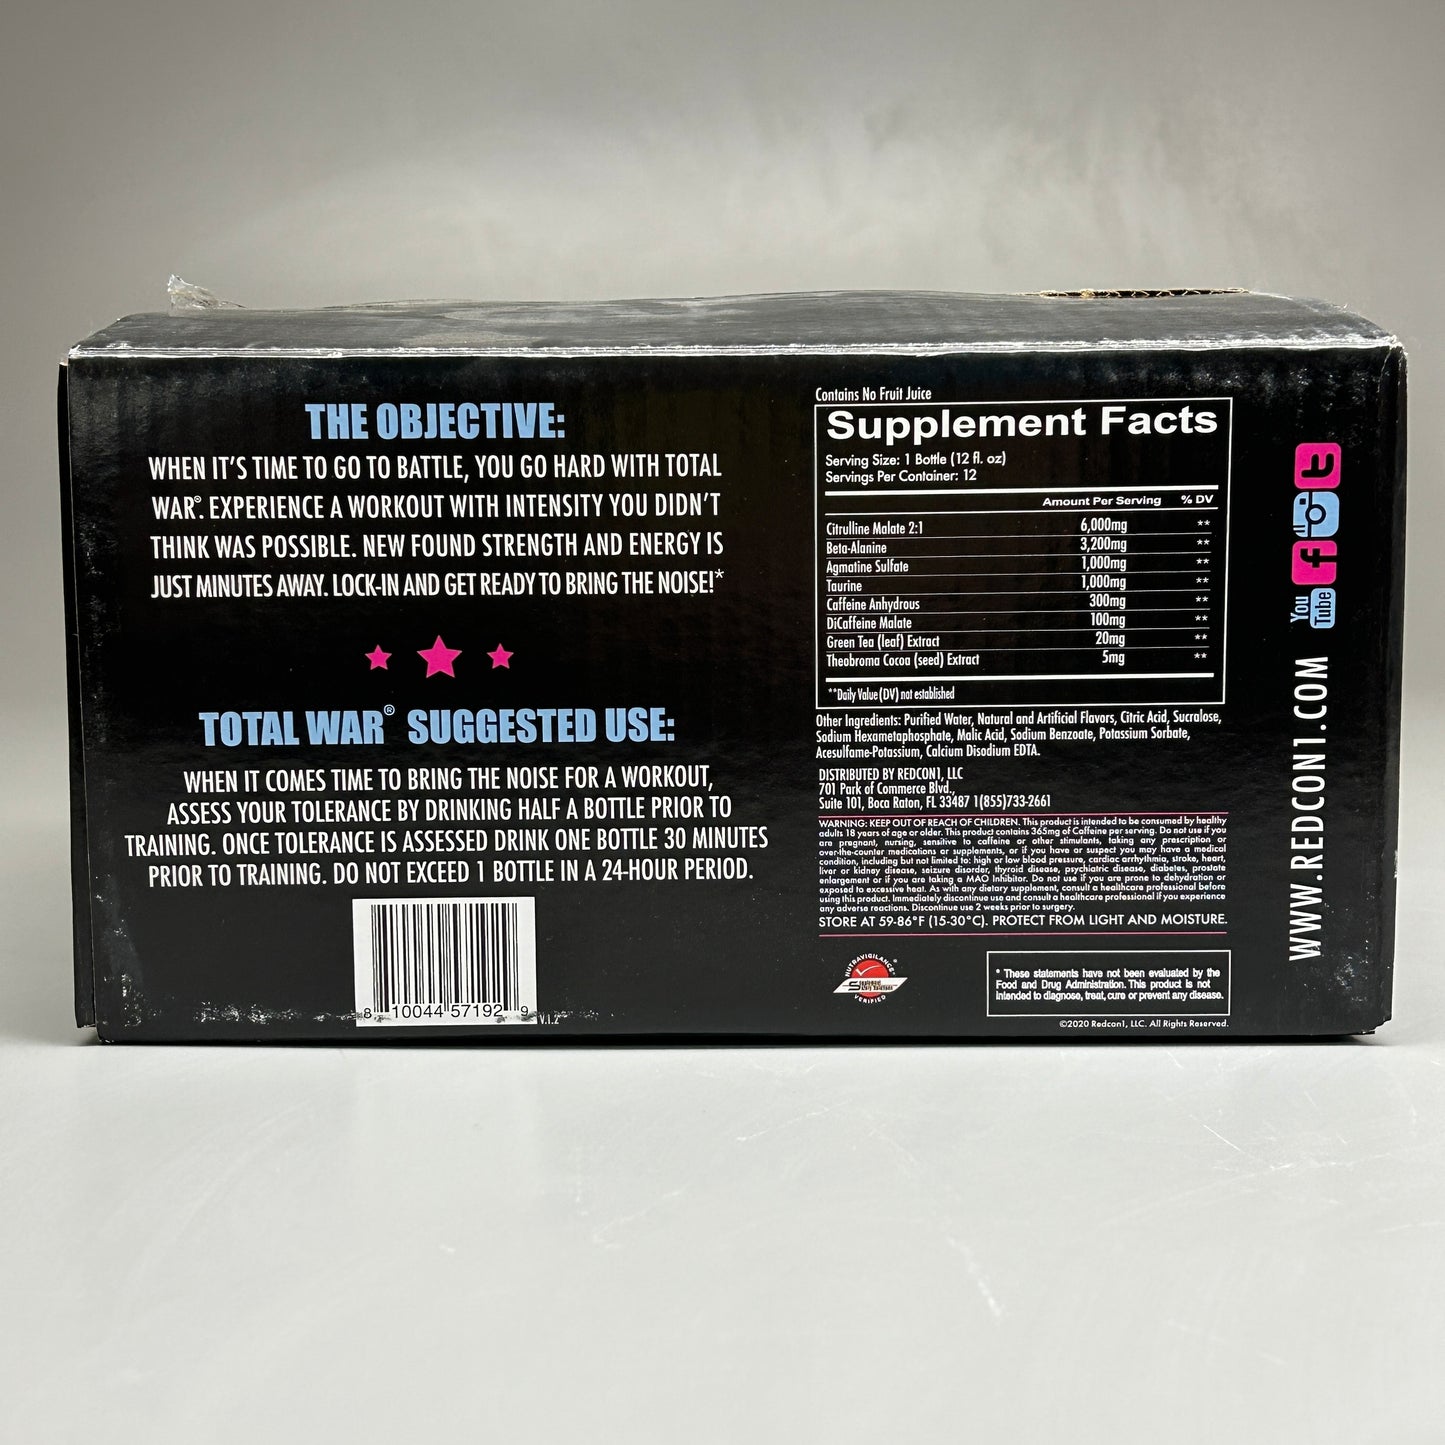 THE OBJECTIVE:
WHEN IT'S TIME TO GO TO BATTLE, YOU GO HARD WITH TOTAL
WAR®. EXPERIENCE A WORKOUT WITH INTENSITY YOU DIDN'T
THINK WAS POSSIBLE. NEW FOUND STRENGTH AND ENERGY IS
JUST MINUTES AWAY. LOCK-IN AND GET READY TO BRING THE NOISE!*
TOTAL WAR® SUGGESTED USE:
WHEN IT COMES TIME TO BRING THE NOISE FOR A WORKOUT,
ASSESS YOUR TOLERANCE BY DRINKING HALF A BOTTLE PRIOR TO
TRAINING. ONCE TOLERANCE IS ASSESSED DRINK ONE BOTTLE 30 MINUTES
PRIOR TO TRAINING. DO NOT EXCEED 1 BOTTLE IN A 24-HOUR PERIOD.
8 10044 57192 9
V.1.2
Contains No Fruit Juice
Supplement Facts
Serving Size: 1 Bottle (12 fl. oz)
Servings Per Container: 12
Amount Per Serving % DV
Citrulline Malate 2:1 6,000mg **
Beta-Alanine 3,200mg **
Agmatine Sulfate 1,000mg **
Taurine 1,000mg **
Caffeine Anhydrous 300mg **
DiCaffeine Malate 100mg **
Green Tea (leaf) Extract 20mg **
Theobroma Cocoa (seed) Extract 5mg **
**Daily Value (DV) not established
Other Ingredients: Purified Water, Natural and Artificial Flavors, Citric Acid, Sucralose,
Sodium Hexametaphosphate, Malic Acid, Sodium Benzoate, Potassium Sorbate,
Acesulfame-Potassium, Calcium Disodium EDTA.
DISTRIBUTED BY REDCON1, LLC
701 Park of Commerce Blvd.,
Suite 101, Boca Raton, FL 33487 1(855)733-2661
WARNING: KEEP OUT OF REACH OF CHILDREN. This product is intended to be consumed by healthy
adults 18 years of age or older. This product contains 365mg of Caffeine per serving. Do not use if you
are pregnant, nursing, sensitive to caffeine or other stimulants, taking any prescription or
over-the-counter medications or supplements, or if you have or suspect you may have a medical
condition, including but not limited to: high or low blood pressure, cardiac arrhythmia, stroke, heart,
liver or kidney disease, seizure disorder, thyroid disease, psychiatric disease, diabetes, prostate
enlargement or if you are taking a MAO Inhibitor. Do not use if you are prone to dehydration or
exposed to excessive heat. As with any dietary supplement, consult a healthcare professional before
using this product. Immediately discontinue use and consult a healthcare professional if you experience
any adverse reactions. Discontinue use 2 weeks prior to surgery.
STORE AT 59-86°F (15-30°C). PROTECT FROM LIGHT AND MOISTURE.
NUTRAVIGILANCE®
VERIFIED
* These statements have not been evaluated by the
Food and Drug Administration. This product is not
intended to diagnose, treat, cure or prevent any disease.
©2020 Redcon1, LLC. All Rights Reserved.
WWW.REDCON1.COM
You
Tube
f
t